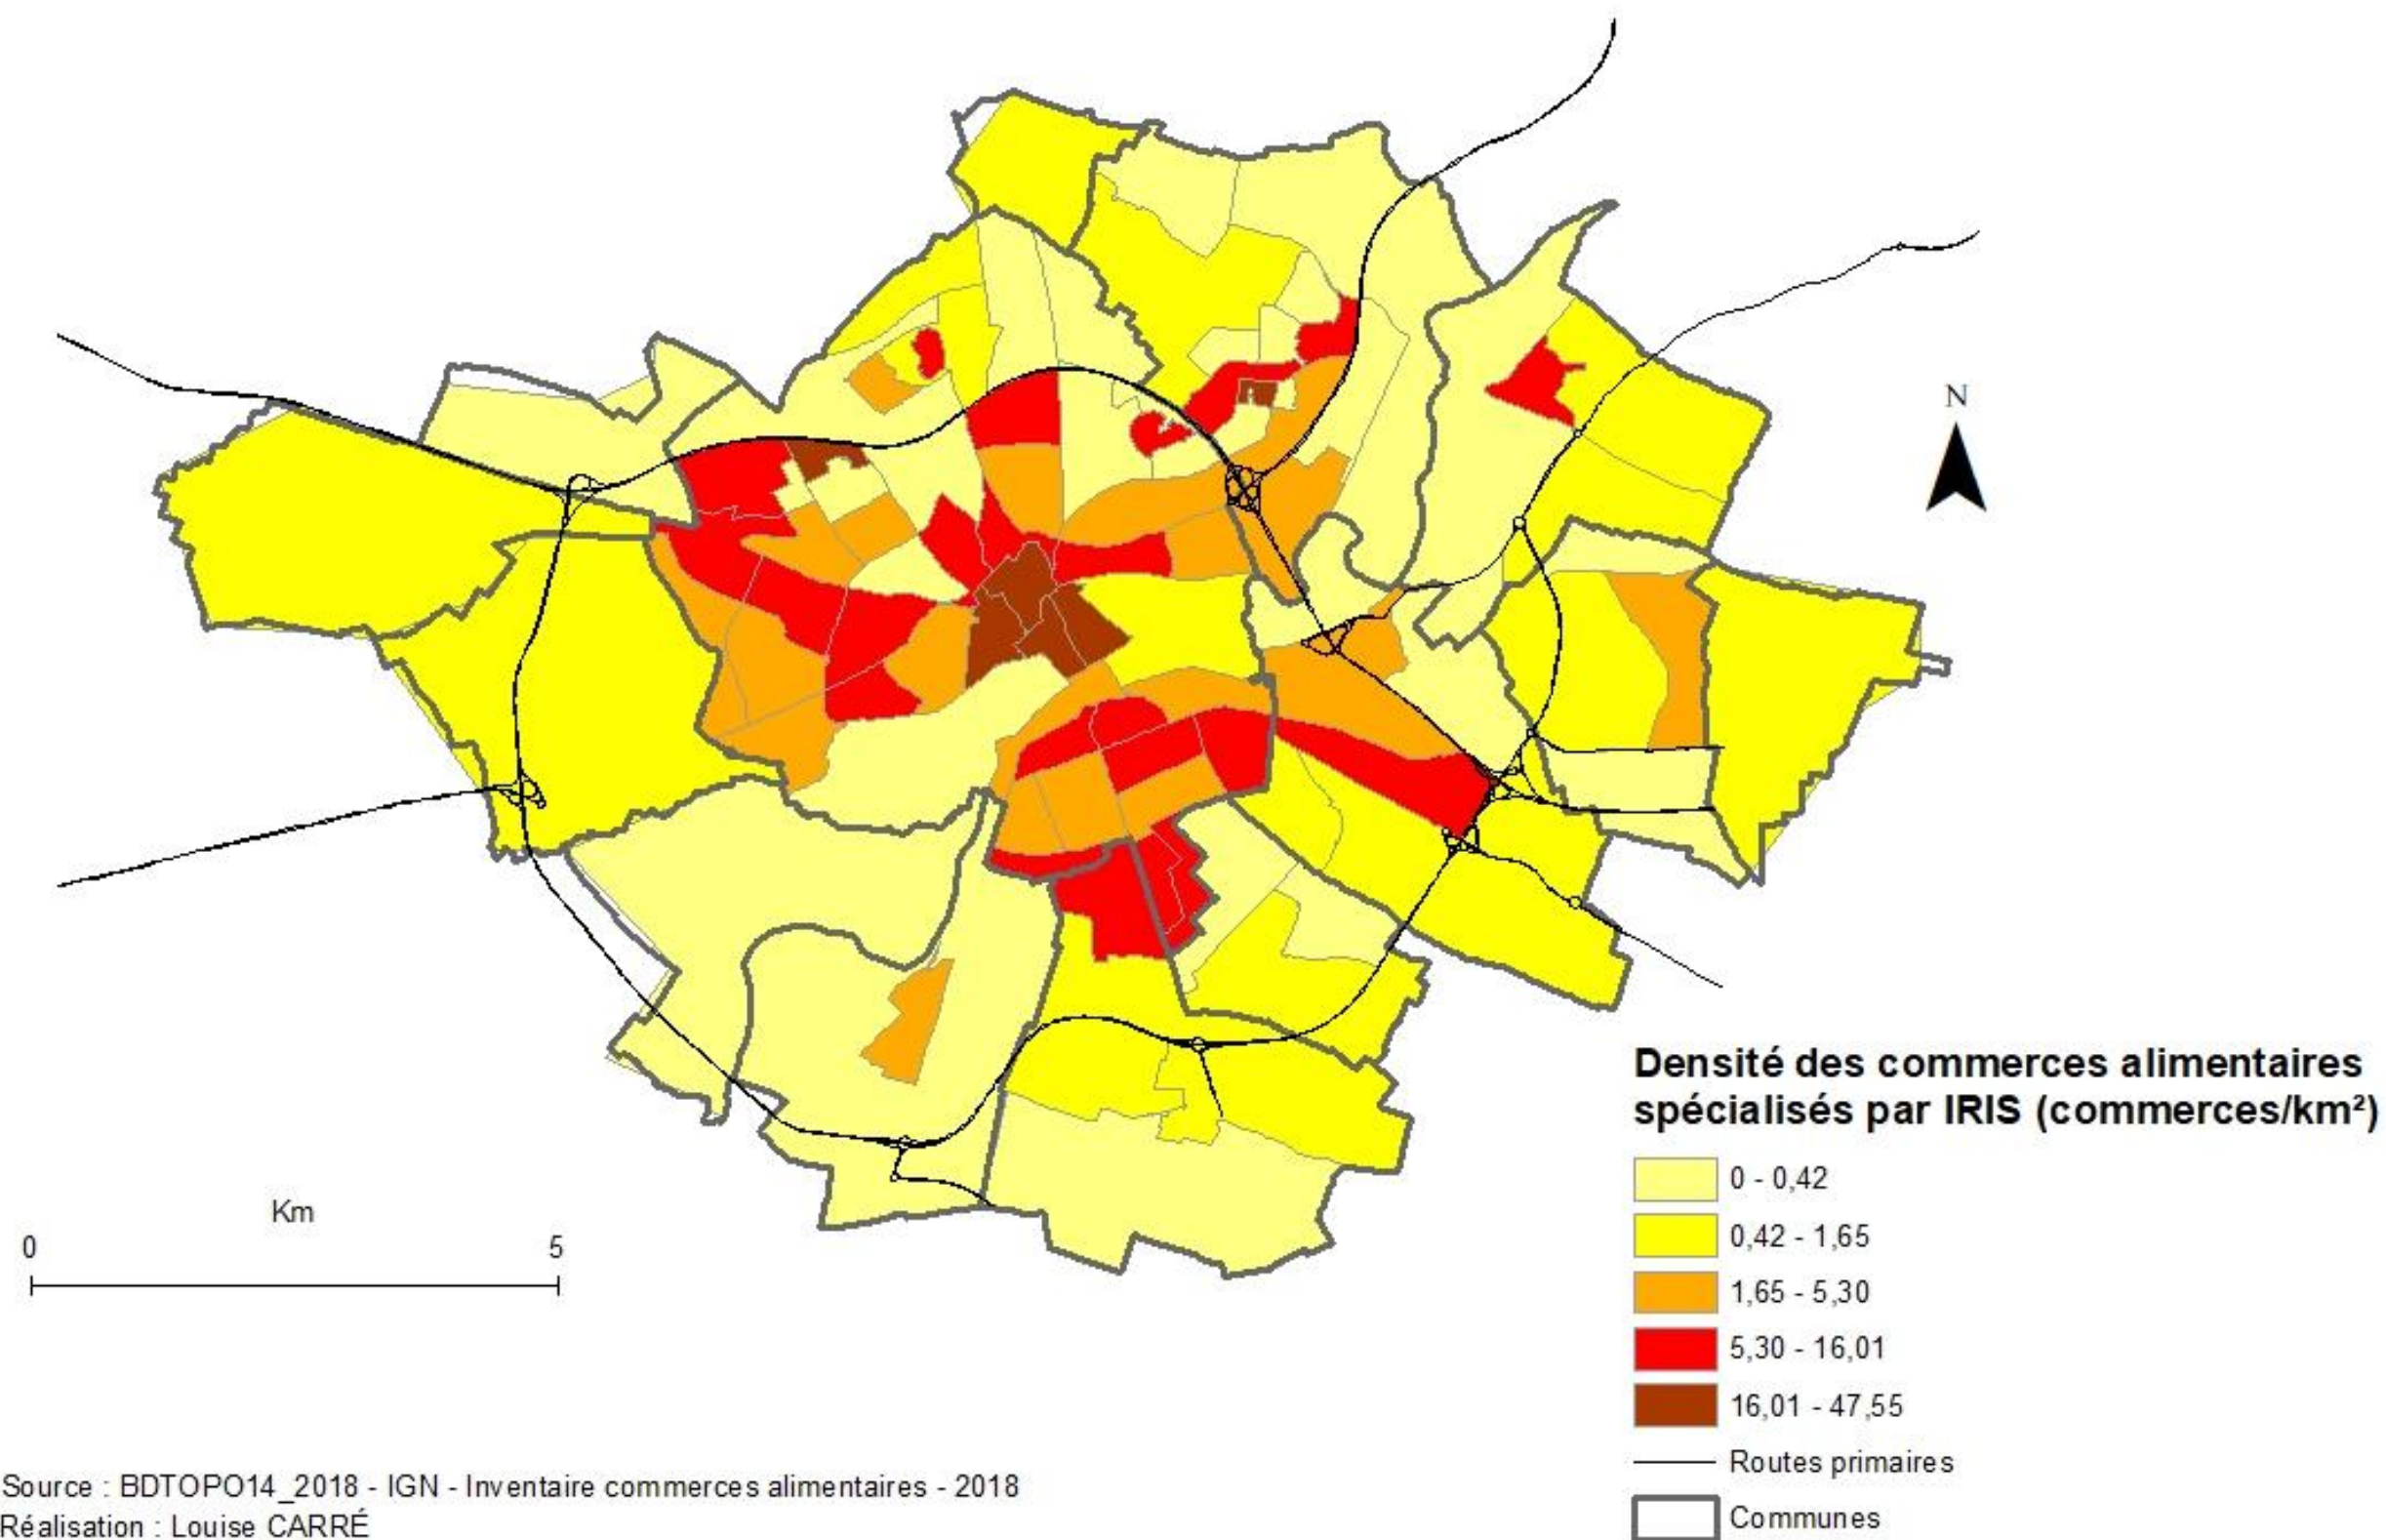 N
Densité des commerces alimentaires
spécialisés par IRIS (commerces/km²)
0 - 0,42
0,42 - 1,65
1,65 - 5,30
5,30 - 16,01
16,01 - 47,55
Routes primaires
Communes
Km
0 5
Source : BDTOPO14_2018 - IGN - Inventaire commerces alimentaires - 2018
Réalisation : Louise CARRÉ